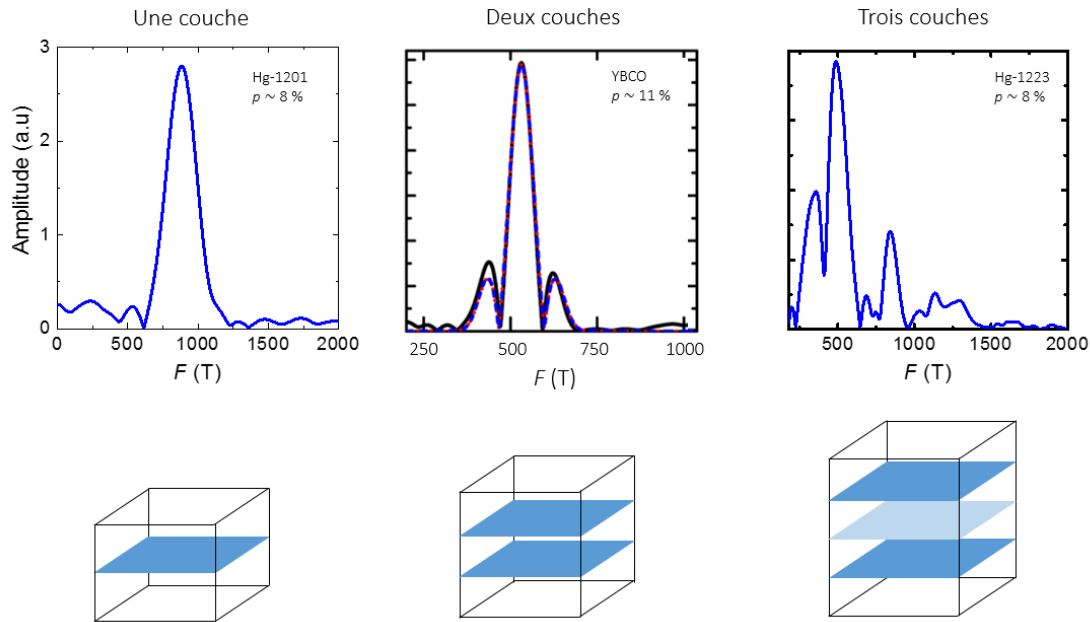 Une couche
Deux couches
Trois couches
3
2
1
0
Amplitude (a.u)
Hg-1201
p ~ 8 %
0 500 1000 1500 2000
F (T)
YBCO
p ~ 11 %
250 500 750 1000
F (T)
Hg-1223
p ~ 8 %
500 1000 1500 2000
F (T)